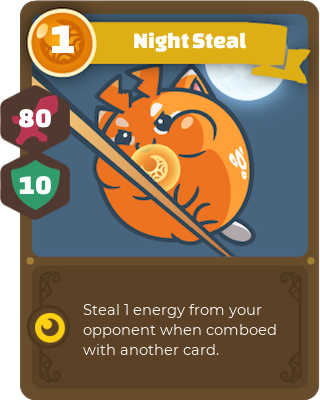 1
Night Steal
80
10
Steal 1 energy from your
opponent when comboed
with another card.